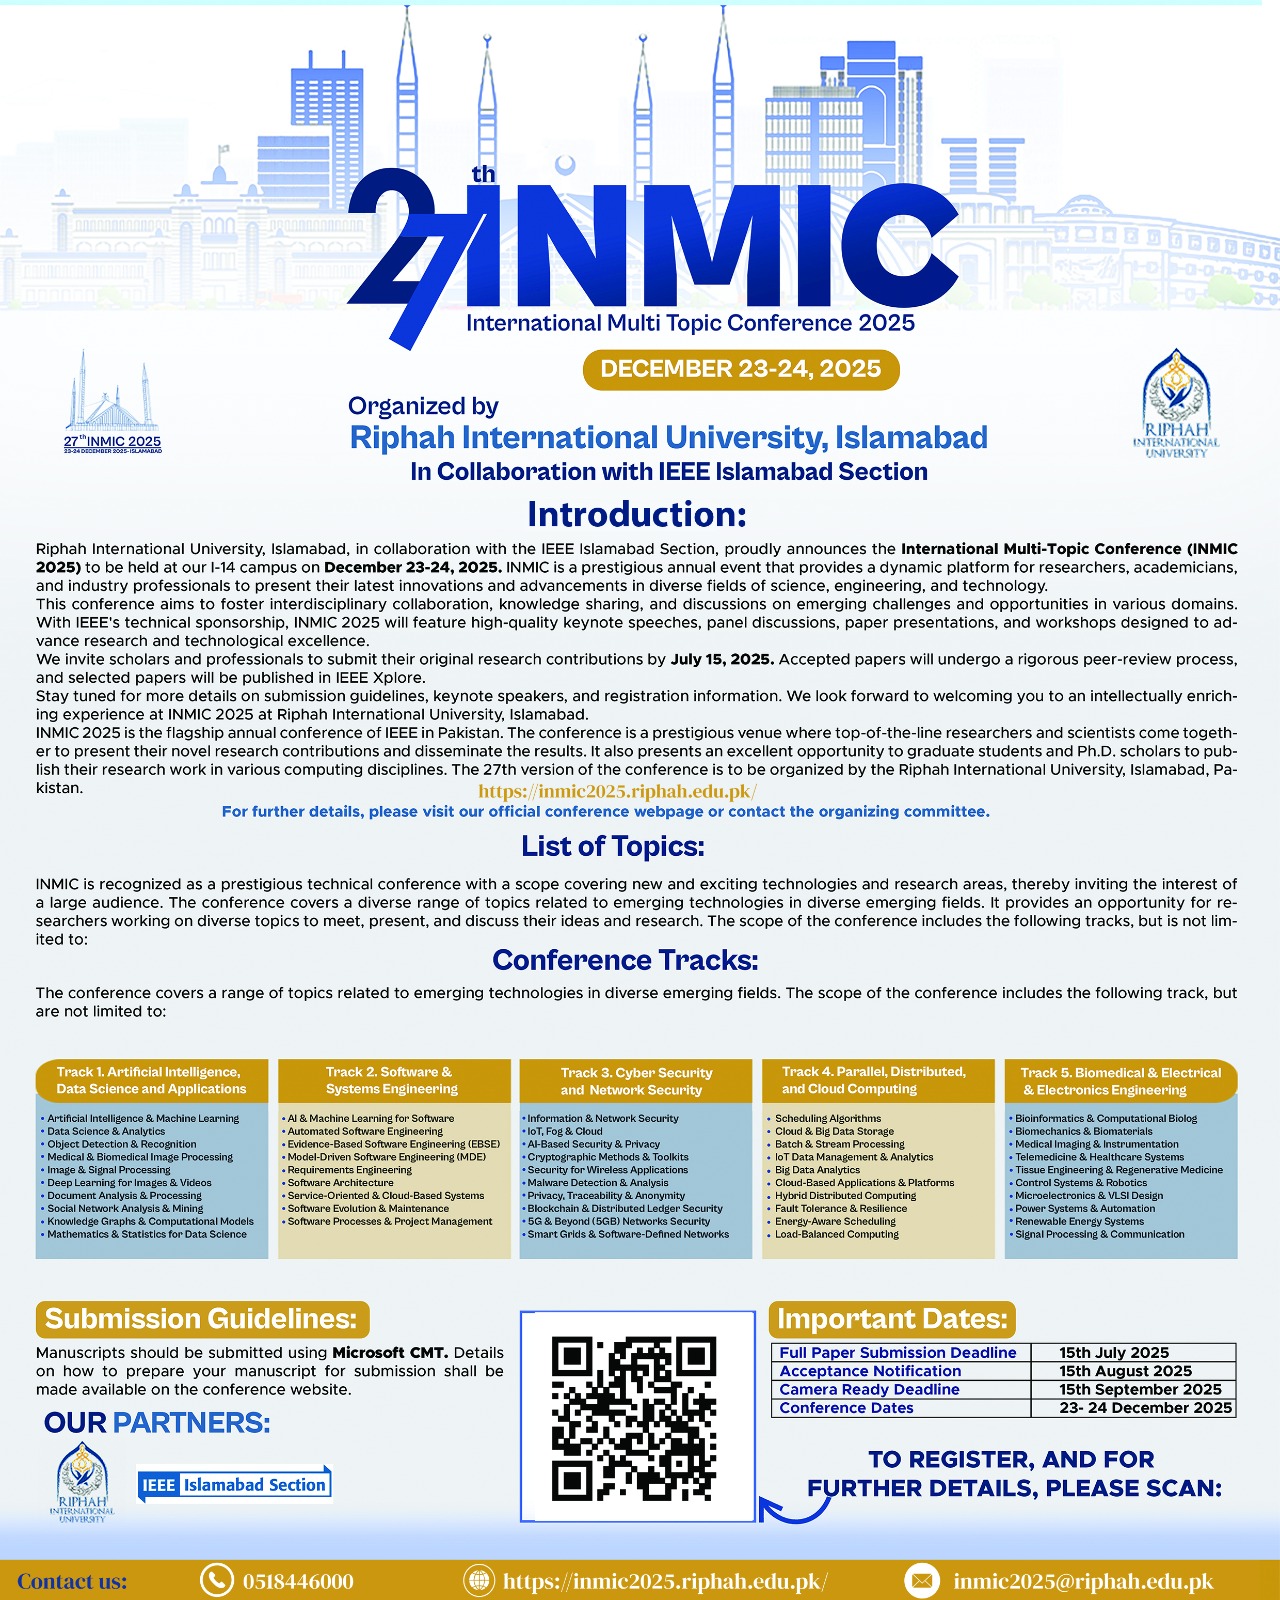 27th INMIC
International Multi Topic Conference 2025
DECEMBER 23-24, 2025
27th INMIC 2025
23-24 DECEMBER 2025-ISLAMABAD
RIPHAH
INTERNATIONAL
UNIVERSITY
Organized by
Riphah International University, Islamabad
In Collaboration with IEEE Islamabad Section
Introduction:
Riphah International University, Islamabad, in collaboration with the IEEE Islamabad Section, proudly announces the International Multi-Topic Conference (INMIC
2025) to be held at our I-14 campus on December 23-24, 2025. INMIC is a prestigious annual event that provides a dynamic platform for researchers, academicians,
and industry professionals to present their latest innovations and advancements in diverse fields of science, engineering, and technology.
This conference aims to foster interdisciplinary collaboration, knowledge sharing, and discussions on emerging challenges and opportunities in various domains.
With IEEE's technical sponsorship, INMIC 2025 will feature high-quality keynote speeches, panel discussions, paper presentations, and workshops designed to ad-
vance research and technological excellence.
We invite scholars and professionals to submit their original research contributions by July 15, 2025. Accepted papers will undergo a rigorous peer-review process,
and selected papers will be published in IEEE Xplore.
Stay tuned for more details on submission guidelines, keynote speakers, and registration information. We look forward to welcoming you to an intellectually enrich-
ing experience at INMIC 2025 at Riphah International University, Islamabad.
INMIC 2025 is the flagship annual conference of IEEE in Pakistan. The conference is a prestigious venue where top-of-the-line researchers and scientists come togeth-
er to present their novel research contributions and disseminate the results. It also presents an excellent opportunity to graduate students and Ph.D. scholars to pub-
lish their research work in various computing disciplines. The 27th version of the conference is to be organized by the Riphah International University, Islamabad, Pa-
kistan.
https://inmic2025.riphah.edu.pk/
For further details, please visit our official conference webpage or contact the organizing committee.
List of Topics:
INMIC is recognized as a prestigious technical conference with a scope covering new and exciting technologies and research areas, thereby inviting the interest of
a large audience. The conference covers a diverse range of topics related to emerging technologies in diverse emerging fields. It provides an opportunity for re-
searchers working on diverse topics to meet, present, and discuss their ideas and research. The scope of the conference includes the following tracks, but is not lim-
ited to:
Conference Tracks:
The conference covers a range of topics related to emerging technologies in diverse emerging fields. The scope of the conference includes the following track, but
are not limited to:
Track 1. Artificial Intelligence,
Data Science and Applications
• Artificial Intelligence & Machine Learning
• Data Science & Analytics
• Object Detection & Recognition
• Medical & Biomedical Image Processing
• Image & Signal Processing
• Deep Learning for Images & Videos
• Document Analysis & Processing
• Social Network Analysis & Mining
• Knowledge Graphs & Computational Models
• Mathematics & Statistics for Data Science
Track 2. Software &
Systems Engineering
• AI & Machine Learning for Software
• Automated Software Engineering
• Evidence-Based Software Engineering (EBSE)
• Model-Driven Software Engineering (MDE)
• Requirements Engineering
• Software Architecture
• Service-Oriented & Cloud-Based Systems
• Software Evolution & Maintenance
• Software Processes & Project Management
Track 3. Cyber Security
and Network Security
• Information & Network Security
• IoT, Fog & Cloud
• AI-Based Security & Privacy
• Cryptographic Methods & Toolkits
• Security for Wireless Applications
• Malware Detection & Analysis
• Privacy, Traceability & Anonymity
• Blockchain & Distributed Ledger Security
• 5G & Beyond (5GB) Networks Security
• Smart Grids & Software-Defined Networks
Track 4. Parallel, Distributed,
and Cloud Computing
• Scheduling Algorithms
• Cloud & Big Data Storage
• Batch & Stream Processing
• IoT Data Management & Analytics
• Big Data Analytics
• Cloud-Based Applications & Platforms
• Hybrid Distributed Computing
• Fault Tolerance & Resilience
• Energy-Aware Scheduling
• Load-Balanced Computing
Track 5. Biomedical & Electrical
& Electronics Engineering
• Bioinformatics & Computational Biolog
• Biomechanics & Biomaterials
• Medical Imaging & Instrumentation
• Telemedicine & Healthcare Systems
• Tissue Engineering & Regenerative Medicine
• Control Systems & Robotics
• Microelectronics & VLSI Design
• Power Systems & Automation
• Renewable Energy Systems
• Signal Processing & Communication
Submission Guidelines:
Manuscripts should be submitted using Microsoft CMT. Details
on how to prepare your manuscript for submission shall be
made available on the conference website.
OUR PARTNERS:
RIPHAH
INTERNATIONAL
UNIVERSITY
IEEE Islamabad Section
Important Dates:
Full Paper Submission Deadline 15th July 2025
Acceptance Notification 15th August 2025
Camera Ready Deadline 15th September 2025
Conference Dates 23- 24 December 2025
TO REGISTER, AND FOR
FURTHER DETAILS, PLEASE SCAN:
Contact us: 0518446000 https://inmic2025.riphah.edu.pk/ inmic2025@riphah.edu.pk